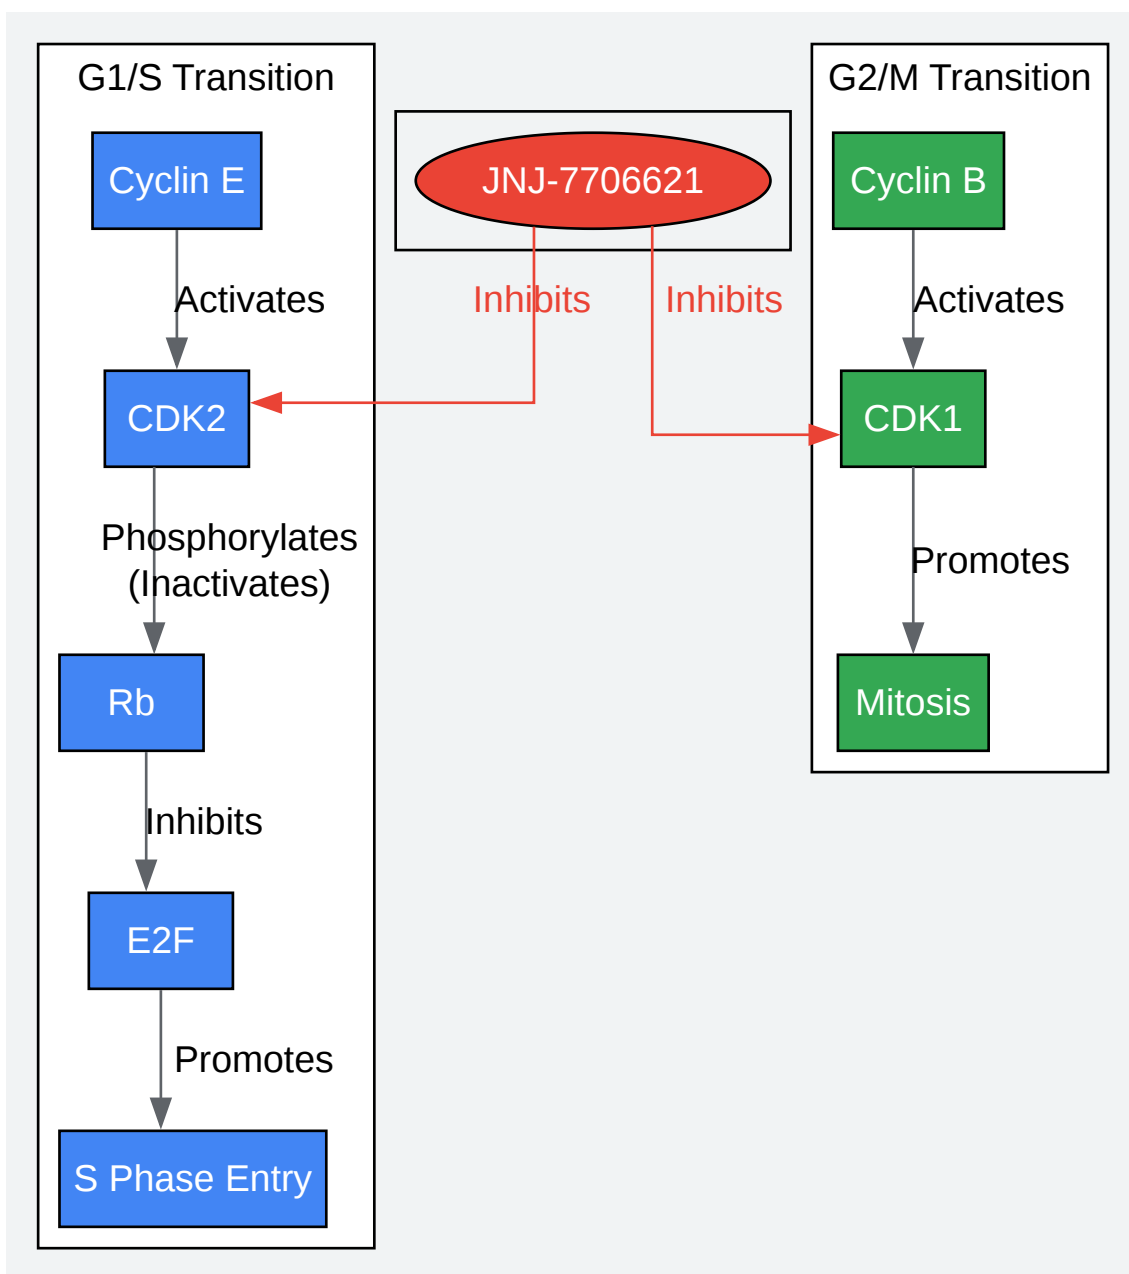 G1/S Transition
Cyclin E
Activates
CDK2
Phosphorylates
(Inactivates)
Rb
Inhibits
E2F
Promotes
S Phase Entry
JNJ-7706621
Inhibits
Inhibits
G2/M Transition
Cyclin B
Activates
CDK1
Promotes
Mitosis